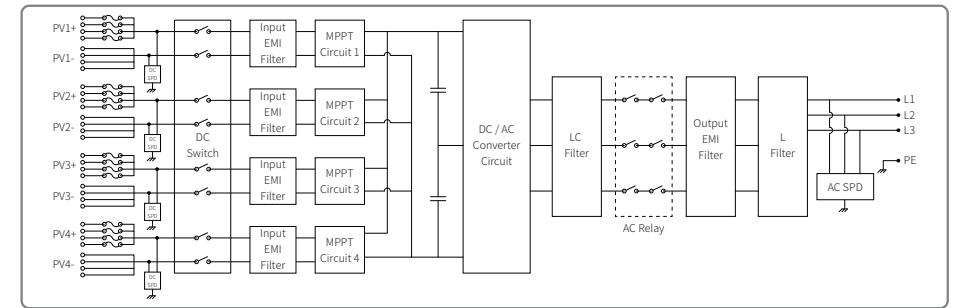 PV1+
PV1-
DC
SPD
Input
EMI
Filter
MPPT
Circuit 1
PV2+
PV2-
DC
SPD
Input
EMI
Filter
MPPT
Circuit 2
DC
Switch
PV3+
PV3-
DC
SPD
Input
EMI
Filter
MPPT
Circuit 3
PV4+
PV4-
DC
SPD
Input
EMI
Filter
MPPT
Circuit 4
DC / AC
Converter
Circuit
LC
Filter
AC Relay
Output
EMI
Filter
L
Filter
L1
L2
L3
PE
AC SPD